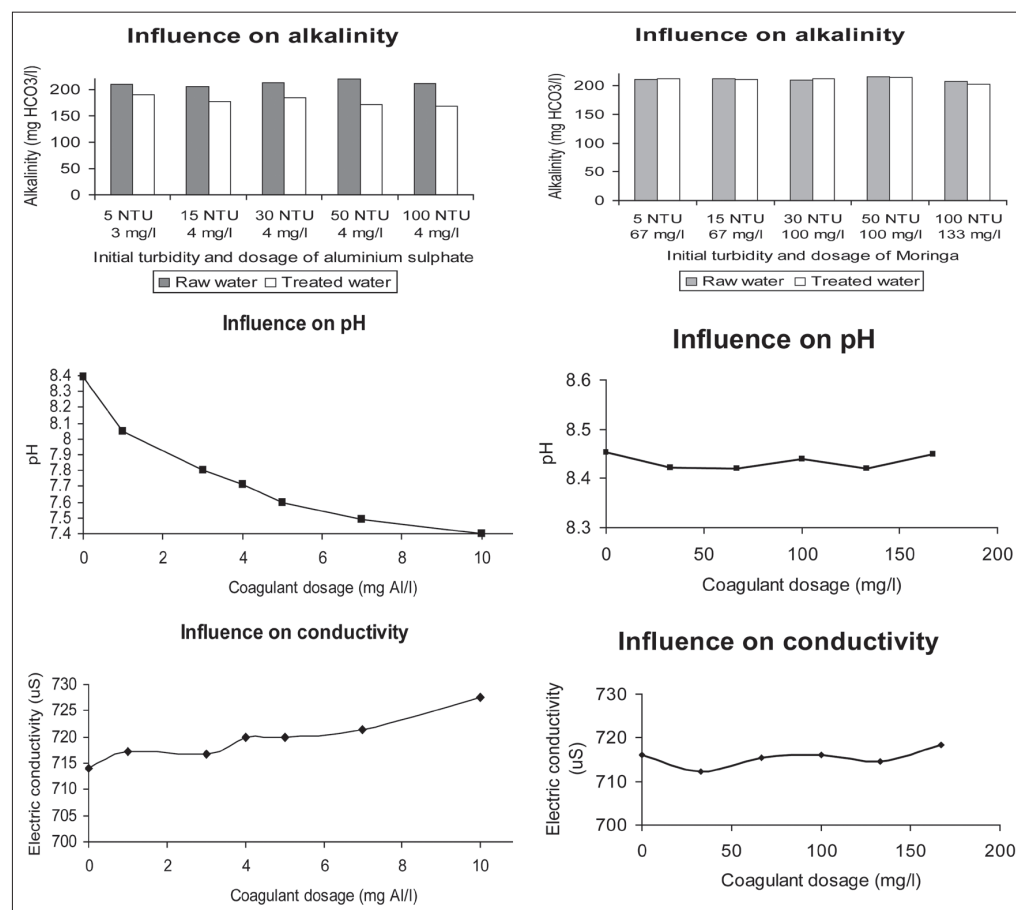 Influence on alkalinity
Alkalinity (mg HCO3/l)
200
150
100
50
0
5 NTU 15 NTU 30 NTU 50 NTU 100 NTU
3 mg/l 4 mg/l 4 mg/l 4 mg/l 4 mg/l
Initial turbidity and dosage of aluminium sulphate
Raw water Treated water
Influence on alkalinity
Alkalinity (mg HCO3/l)
200
150
100
50
0
5 NTU 15 NTU 30 NTU 50 NTU 100 NTU
67 mg/l 67 mg/l 100 mg/l 100 mg/l 133 mg/l
Initial turbidity and dosage of Moringa
Raw water Treated water
Influence on pH
pH
8.4
8.3
8.2
8.1
8
7.9
7.8
7.7
7.6
7.5
7.4
0 2 4 6 8 10
Coagulant dosage (mg Al/l)
Influence on pH
pH
8.6
8.5
8.4
8.3
0 50 100 150 200
Coagulant dosage (mg/l)
Influence on conductivity
Electric conductivity (uS)
730
725
720
715
710
705
700
0 2 4 6 8 10
Coagulant dosage (mg Al/l)
Influence on conductivity
Electric conductivity
(uS)
730
720
710
700
0 50 100 150 200
Coagulant dosage (mg/l)